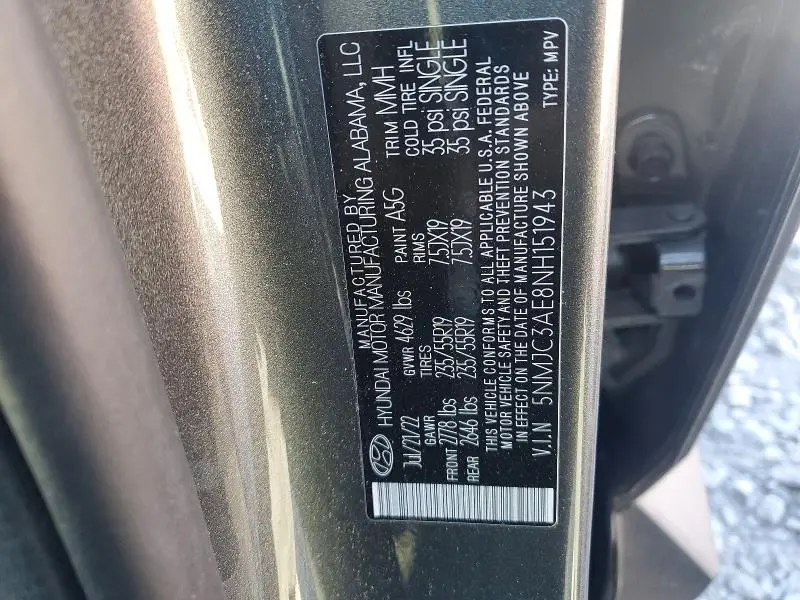 MANUFACTURED BY
HYUNDAI MOTOR MANUFACTURING ALABAMA, LLC
Jul/21/22 GVWR 4629 lbs PAINT A5G TRIM MMH
GAWR TIRES RIMS COLD TIRE INFL
FRONT 2778 lbs 235/55R19 7.5JX19 35 psi SINGLE
REAR 2646 lbs 235/55R19 7.5JX19 35 psi SINGLE
THIS VEHICLE CONFORMS TO ALL APPLICABLE U.S.A. FEDERAL
MOTOR VEHICLE SAFETY AND THEFT PREVENTION STANDARDS
IN EFFECT ON THE DATE OF MANUFACTURE SHOWN ABOVE
V.I.N 5NMJC3AE8NH151943 TYPE: MPV